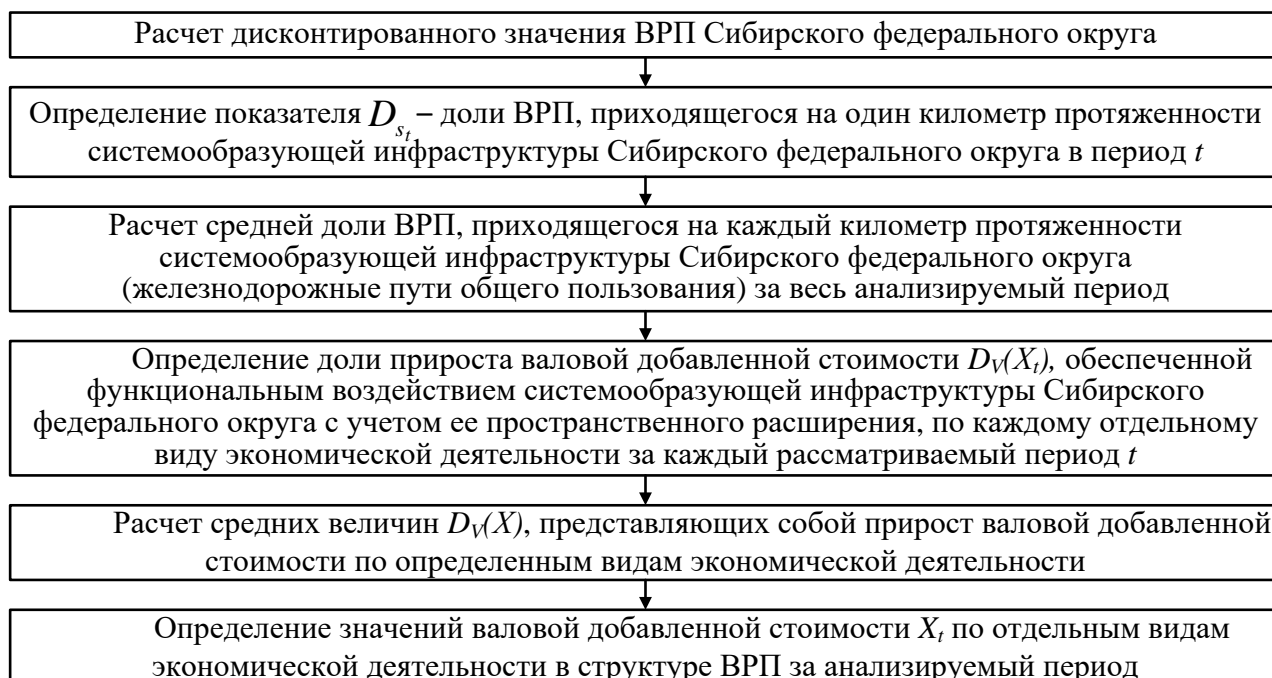 Расчет дисконтированного значения ВРП Сибирского федерального округа
Определение показателя D_{s_t} – доли ВРП, приходящегося на один километр протяженности
системообразующей инфраструктуры Сибирского федерального округа в период t
Расчет средней доли ВРП, приходящегося на каждый километр протяженности
системообразующей инфраструктуры Сибирского федерального округа
(железнодорожные пути общего пользования) за весь анализируемый период
Определение доли прироста валовой добавленной стоимости D_V(X_t), обеспеченной
функциональным воздействием системообразующей инфраструктуры Сибирского
федерального округа с учетом ее пространственного расширения, по каждому отдельному
виду экономической деятельности за каждый рассматриваемый период t
Расчет средних величин D_V(X), представляющих собой прирост валовой добавленной
стоимости по определенным видам экономической деятельности
Определение значений валовой добавленной стоимости X_t по отдельным видам
экономической деятельности в структуре ВРП за анализируемый период